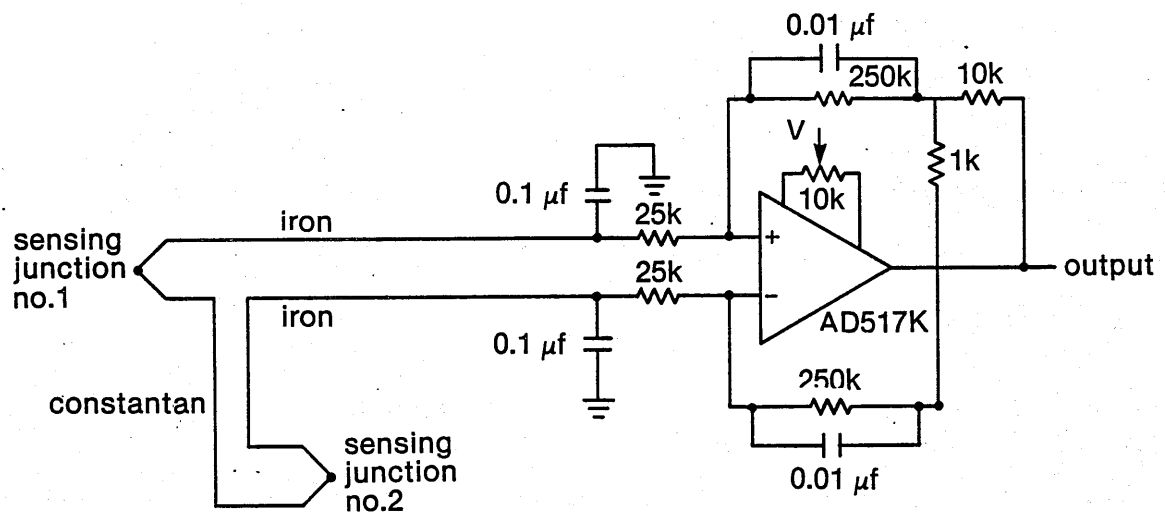 0.01 μf
250k
10k
V
1k
10k
0.1 μf
25k
iron
sensing
junction
no.1
+
25k
−
output
iron
AD517K
0.1 μf
250k
constantan
sensing
junction
no.2
0.01 μf